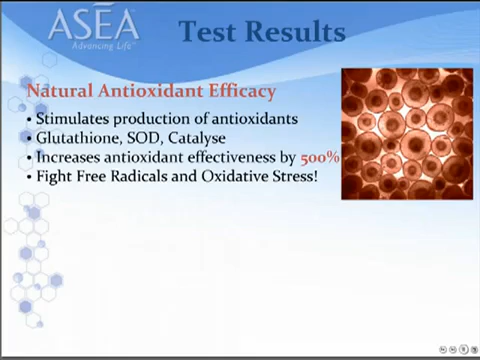 ASEA
Advancing Life™
Test Results
Natural Antioxidant Efficacy
• Stimulates production of antioxidants
• Glutathione, SOD, Catalyse
• Increases antioxidant effectiveness by 500%
• Fight Free Radicals and Oxidative Stress!